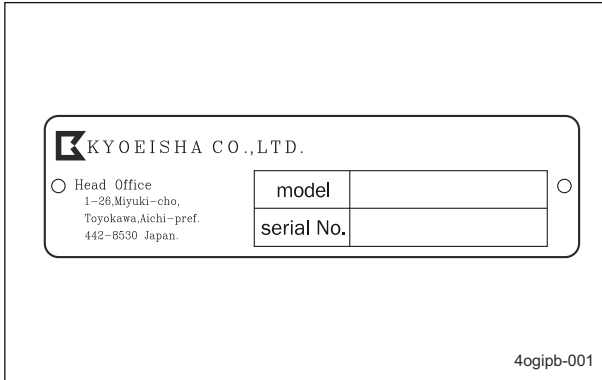 KYOEISHA CO.,LTD.
Head Office
1-26,Miyuki-cho,
Toyokawa,Aichi-pref.
442-8530 Japan.
model
serial No.
4ogipb-001